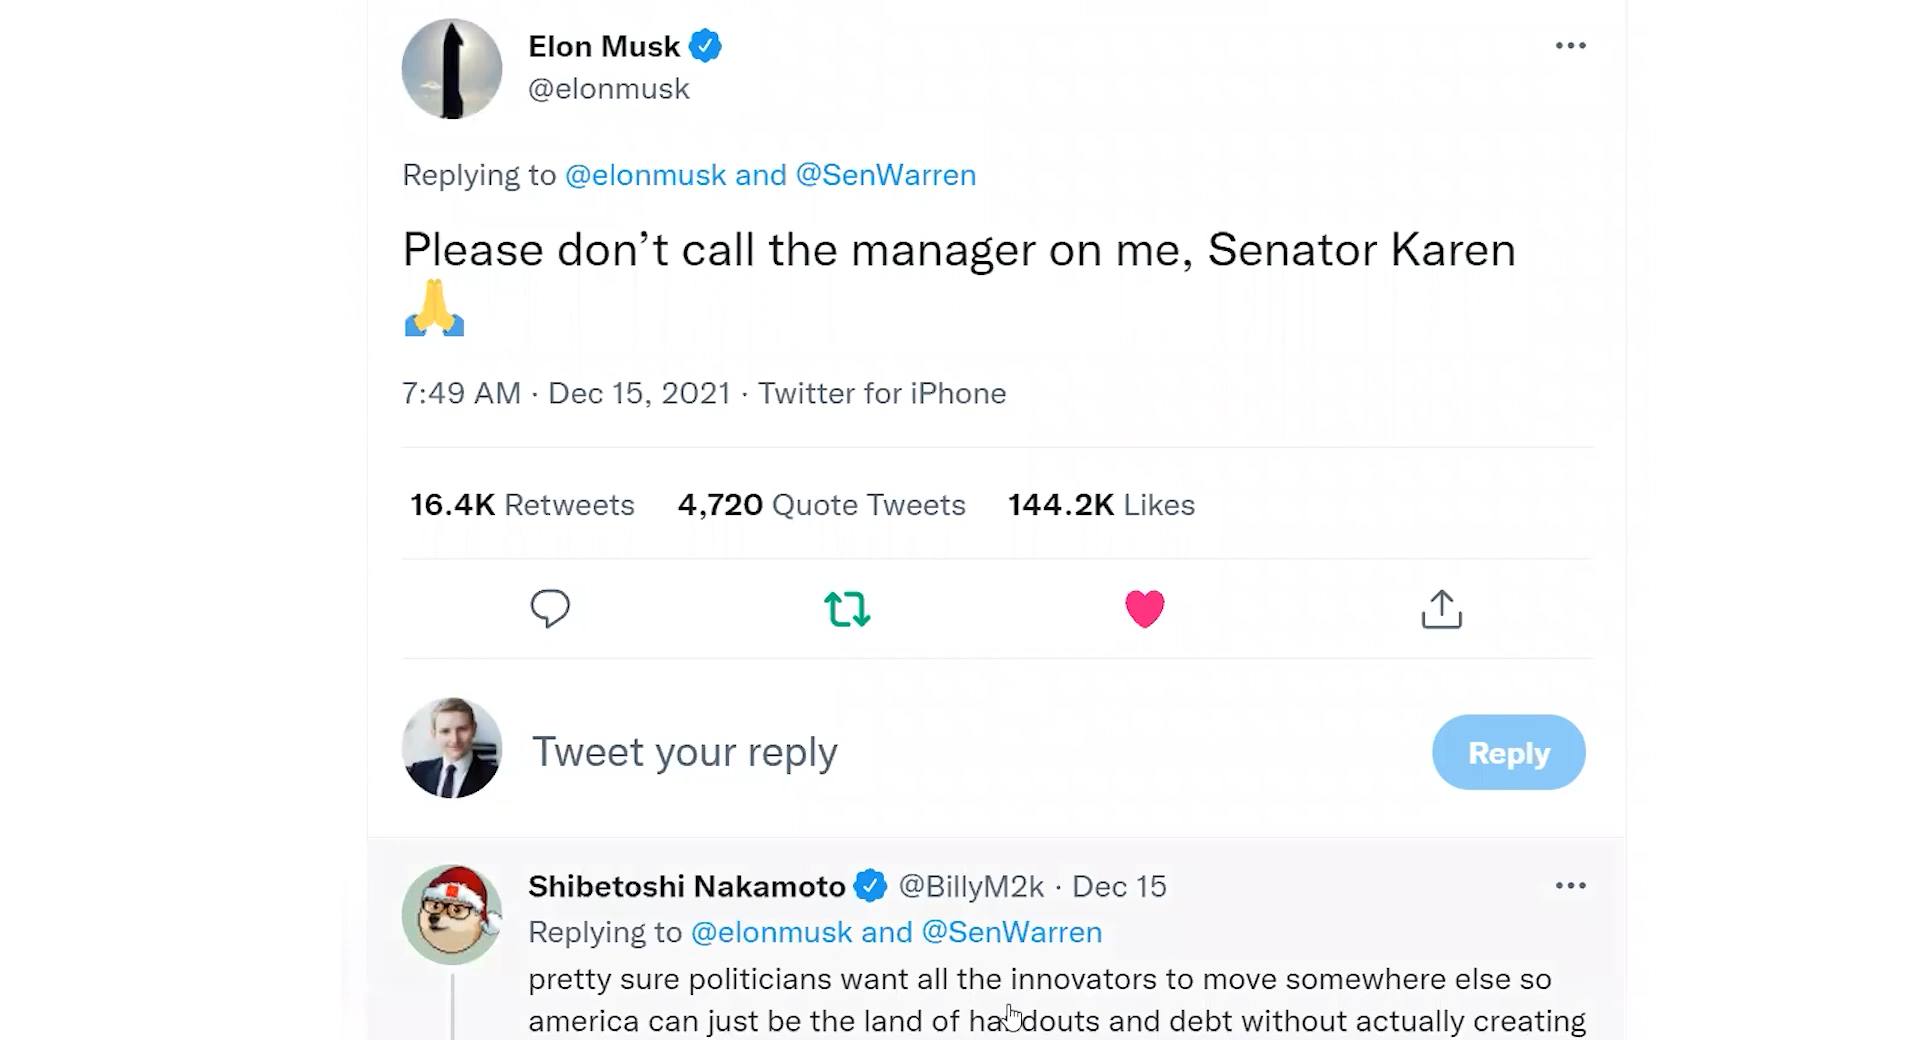 Elon Musk
@elonmusk
Replying to @elonmusk and @SenWarren
Please don’t call the manager on me, Senator Karen
🙏
7:49 AM · Dec 15, 2021 · Twitter for iPhone
16.4K Retweets 4,720 Quote Tweets 144.2K Likes
Tweet your reply
Reply
Shibetoshi Nakamoto @BillyM2k · Dec 15
Replying to @elonmusk and @SenWarren
pretty sure politicians want all the innovators to move somewhere else so
america can just be the land of handouts and debt without actually creating